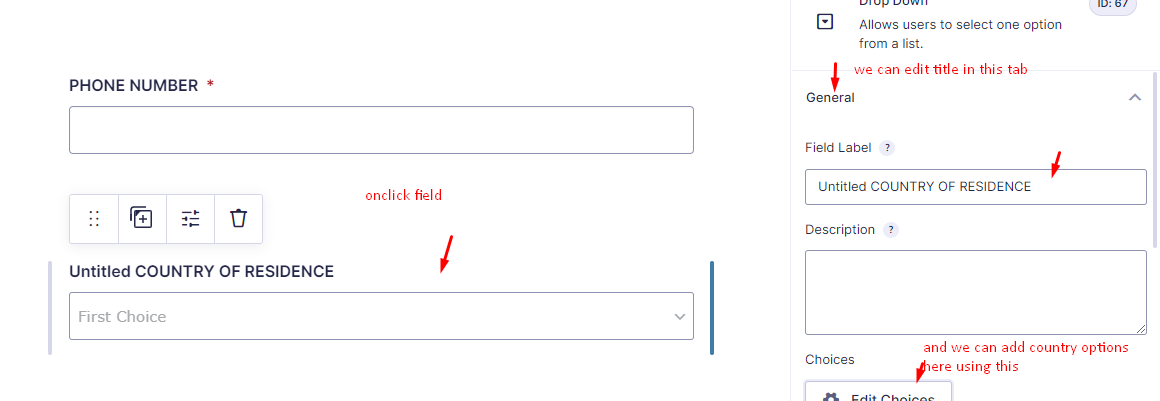 Drop Down
ID: 67
Allows users to select one option
from a list.
we can edit title in this tab
PHONE NUMBER *
General
Field Label ?
onclick field
Untitled COUNTRY OF RESIDENCE
Description ?
Untitled COUNTRY OF RESIDENCE
First Choice
and we can add country options
here using this
Choices
Edit Choices